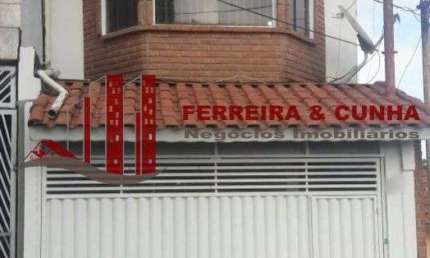 FERREIRA & CUNHA
Negócios Imobiliários